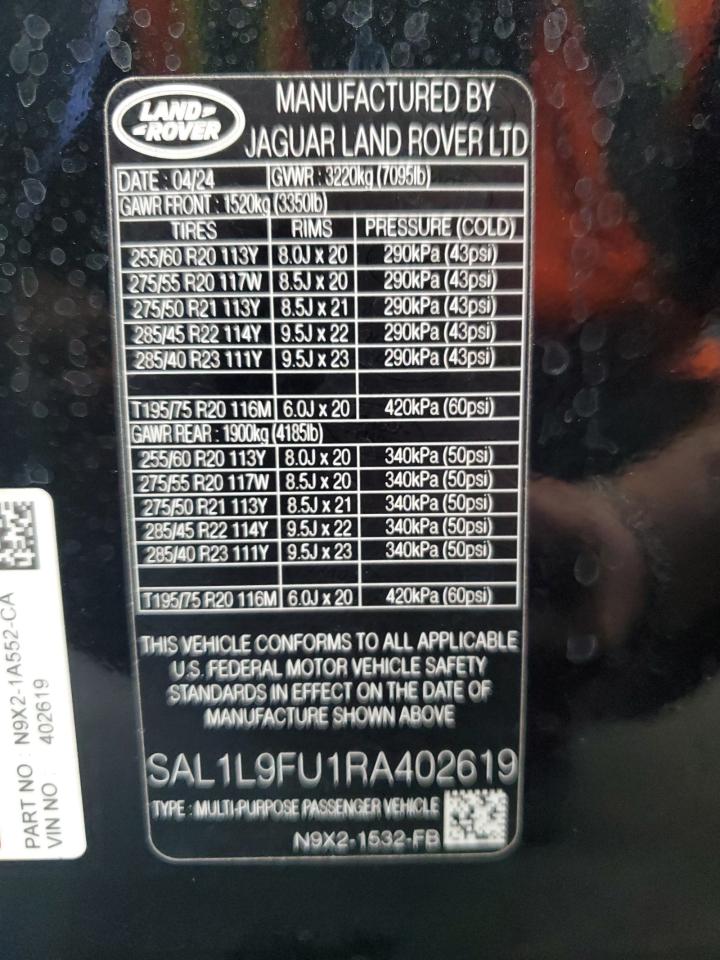 LAND ROVER
MANUFACTURED BY
JAGUAR LAND ROVER LTD
DATE : 04/24 GVWR : 3220kg (7095lb)
GAWR FRONT : 1520kg (3350lb)
TIRES RIMS PRESSURE (COLD)
255/60 R20 113Y 8.0J x 20 290kPa (43psi)
275/55 R20 117W 8.5J x 20 290kPa (43psi)
275/50 R21 113Y 8.5J x 21 290kPa (43psi)
285/45 R22 114Y 9.5J x 22 290kPa (43psi)
285/40 R23 111Y 9.5J x 23 290kPa (43psi)
T195/75 R20 116M 6.0J x 20 420kPa (60psi)
GAWR REAR : 1900kg (4185lb)
255/60 R20 113Y 8.0J x 20 340kPa (50psi)
275/55 R20 117W 8.5J x 20 340kPa (50psi)
275/50 R21 113Y 8.5J x 21 340kPa (50psi)
285/45 R22 114Y 9.5J x 22 340kPa (50psi)
285/40 R23 111Y 9.5J x 23 340kPa (50psi)
T195/75 R20 116M 6.0J x 20 420kPa (60psi)
THIS VEHICLE CONFORMS TO ALL APPLICABLE
U.S. FEDERAL MOTOR VEHICLE SAFETY
STANDARDS IN EFFECT ON THE DATE OF
MANUFACTURE SHOWN ABOVE
SAL1L9FU1RA402619
TYPE : MULTI-PURPOSE PASSENGER VEHICLE
N9X2-1532-FB
PART NO : N9X2-1A552-CA
VIN NO : 402619